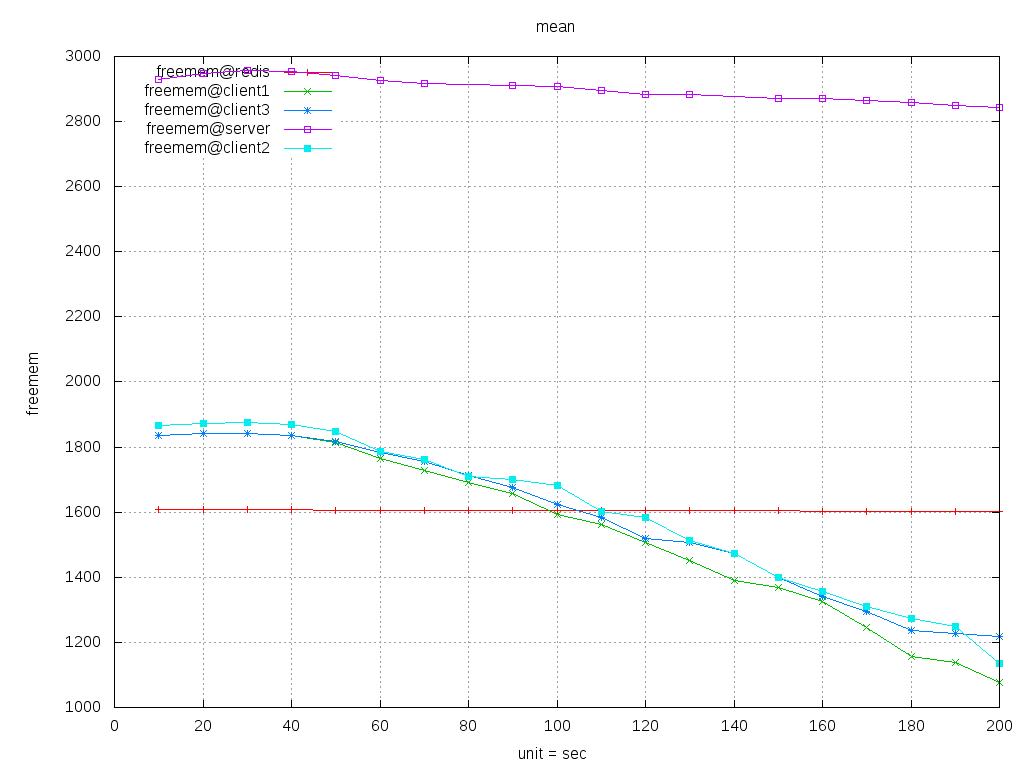 mean
3000
2800
2600
2400
2200
2000
1800
1600
1400
1200
1000
freemem
freemem@redis
freemem@client1
freemem@client3
freemem@server
freemem@client2
0 20 40 60 80 100 120 140 160 180 200
unit = sec